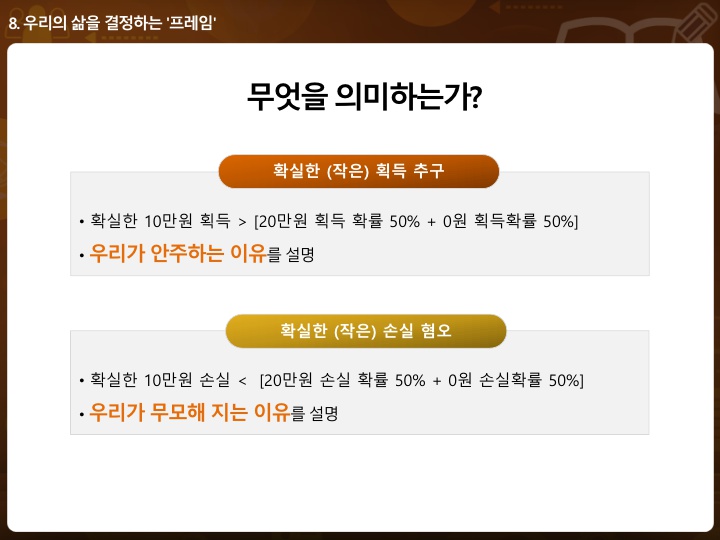 8. 우리의 삶을 결정하는 '프레임'
무엇을 의미하는가?
확실한 (작은) 획득 추구
• 확실한 10만원 획득 > [20만원 획득 확률 50% + 0원 획득확률 50%]
• 우리가 안주하는 이유를 설명
확실한 (작은) 손실 혐오
• 확실한 10만원 손실 < [20만원 손실 확률 50% + 0원 손실확률 50%]
• 우리가 무모해 지는 이유를 설명